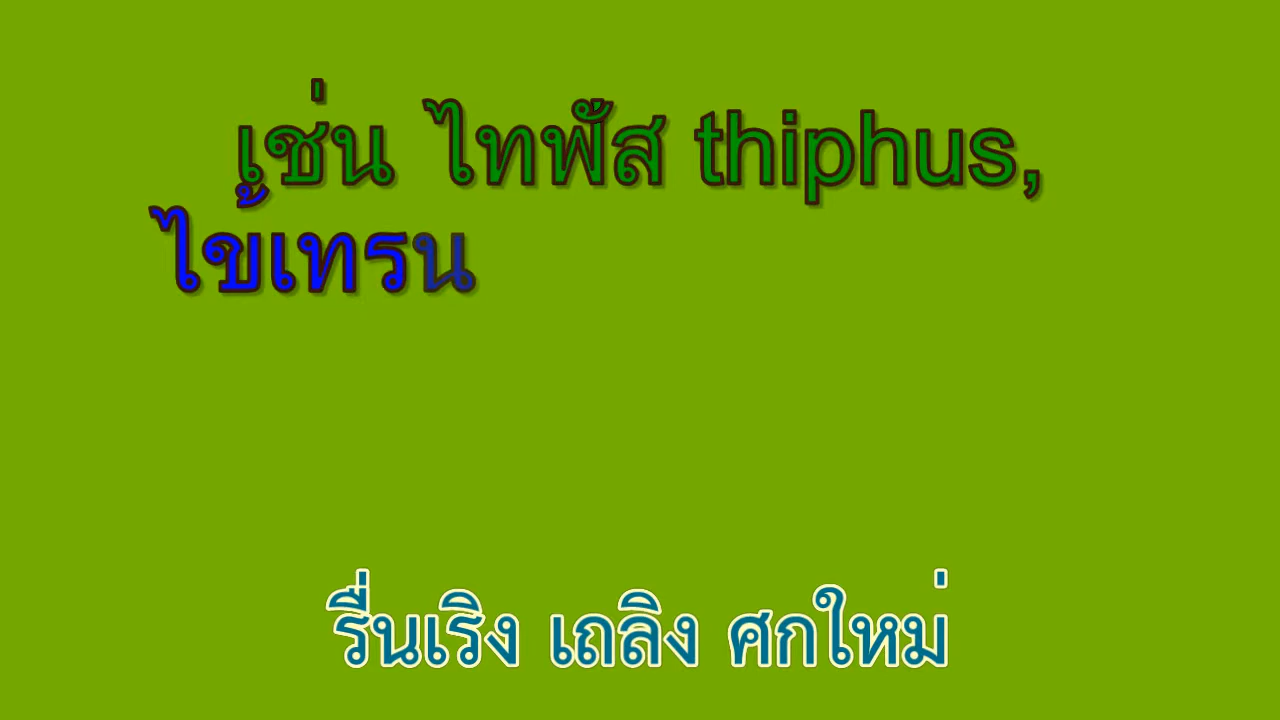 เช่น ไทพัส thiphus,
ไข้เทรน
รื่นเริง เถลิง ศกใหม่